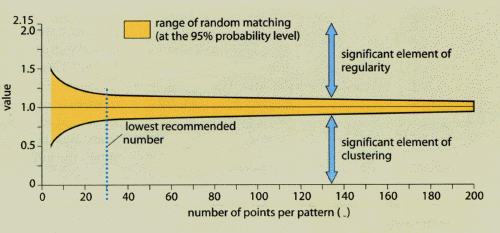 2.15
2.0
1.5
1.0
0.5
0
value
range of random matching
(at the 95% probability level)
significant element of
regularity
lowest recommended
number
significant element of
clustering
0 20 40 60 80 100 120 140 160 180 200
number of points per pattern (..)